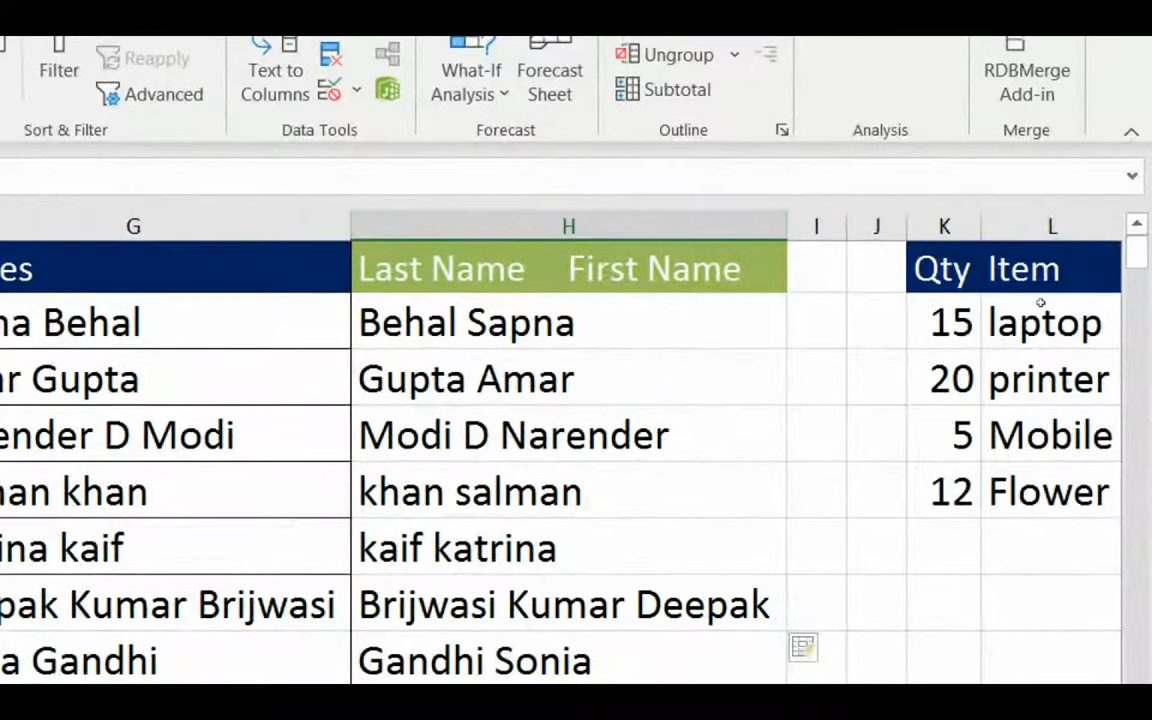 Filter
Reapply
Advanced
Sort & Filter
Text to
Columns
Data Tools
What-If
Analysis
Forecast
Sheet
Forecast
Ungroup
Subtotal
Outline
Analysis
RDBMerge
Add-in
Merge
G H I J K L
es Last Name First Name Qty Item
na Behal Behal Sapna 15 laptop
ar Gupta Gupta Amar 20 printer
ender D Modi Modi D Narender 5 Mobile
nan khan khan salman 12 Flower
ina kaif kaif katrina
pak Kumar Brijwasi Brijwasi Kumar Deepak
a Gandhi Gandhi Sonia